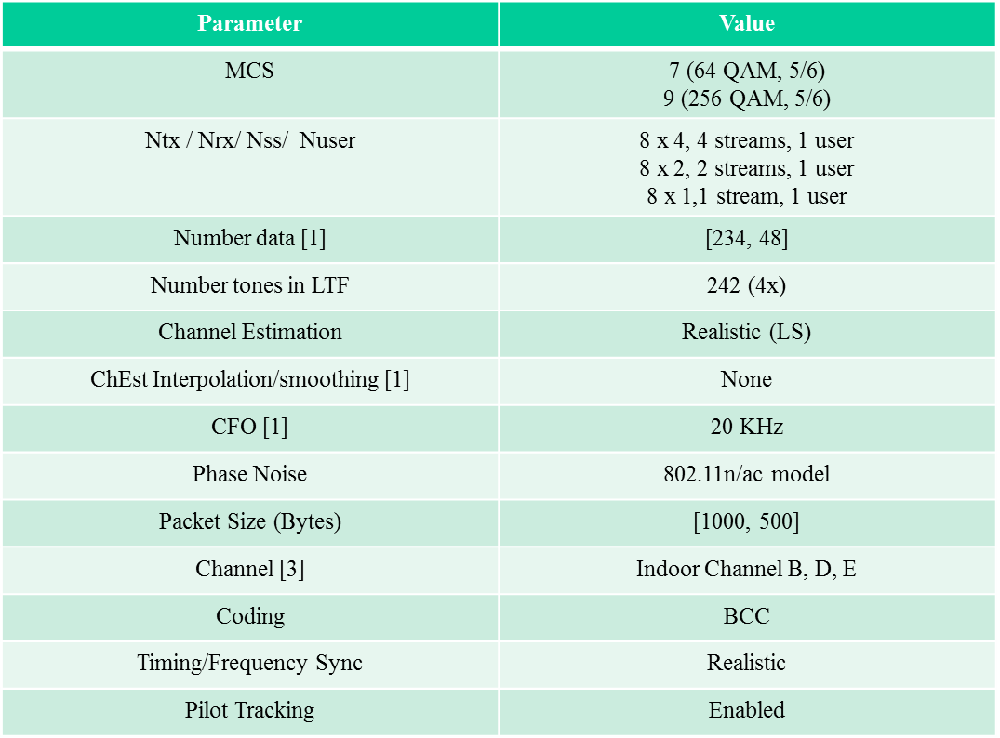 Parameter Value
MCS 7 (64 QAM, 5/6)
9 (256 QAM, 5/6)
Ntx / Nrx/ Nss/ Nuser 8 x 4, 4 streams, 1 user
8 x 2, 2 streams, 1 user
8 x 1,1 stream, 1 user
Number data [1] [234, 48]
Number tones in LTF 242 (4x)
Channel Estimation Realistic (LS)
ChEst Interpolation/smoothing [1] None
CFO [1] 20 KHz
Phase Noise 802.11n/ac model
Packet Size (Bytes) [1000, 500]
Channel [3] Indoor Channel B, D, E
Coding BCC
Timing/Frequency Sync Realistic
Pilot Tracking Enabled